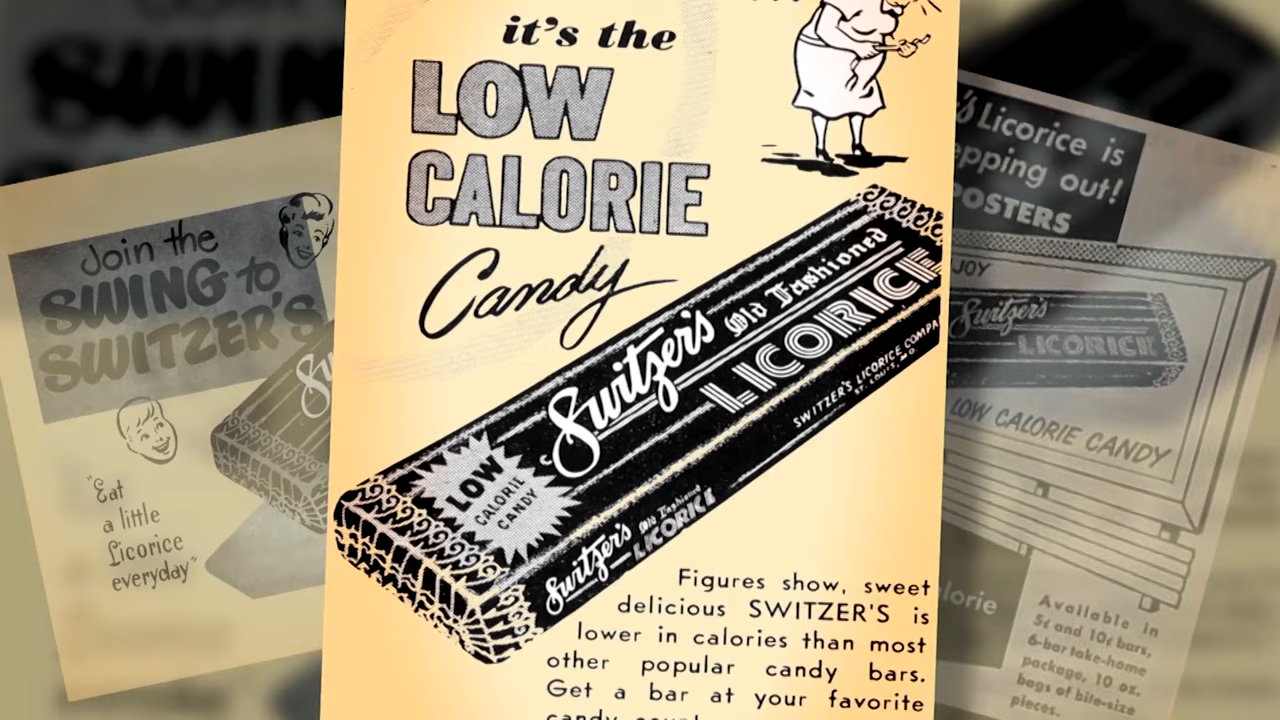 Join the
SWING to
SWITZER'S
"Eat
a little
Licorice
everyday"
it's the
LOW
CALORIE
Candy
Switzer's
Old Fashioned
LICORICE
SWITZER'S LICORICE COMPA
ST. LOUIS, MO.
LOW
CALORIE
CANDY
Switzer's
Old Fashioned
LICORICE
Figures show, sweet
delicious SWITZER'S is
lower in calories than most
other popular candy bars.
Get a bar at your favorite
candy
's Licorice is
epping out!
POSTERS
JOY
Switzer's
LICORICE
LOW CALORIE CANDY
lorie
Available in
5¢ and 10¢ bars,
6-bar take-home
package, 10 oz.
bags of bite-size
pieces.